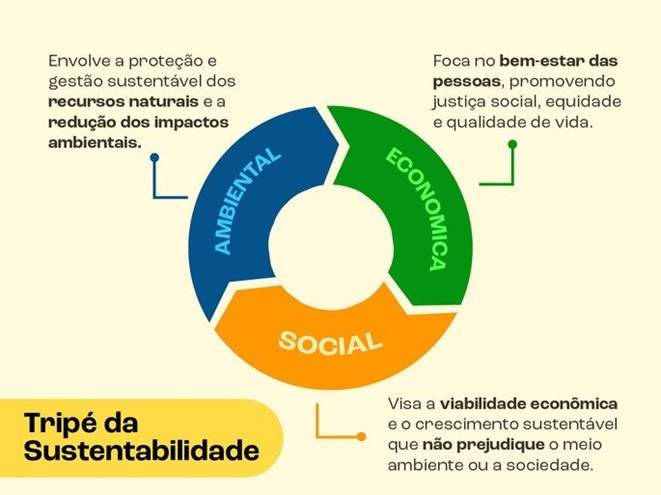 Envolve a proteção e
gestão sustentável dos
recursos naturais e a
redução dos impactos
ambientais.
Foca no bem-estar das
pessoas, promovendo
justiça social, equidade
e qualidade de vida.
AMBIENTAL
ECONOMICA
SOCIAL
Visa a viabilidade econômica
e o crescimento sustentável
que não prejudique o meio
ambiente ou a sociedade.
Tripé da
Sustentabilidade